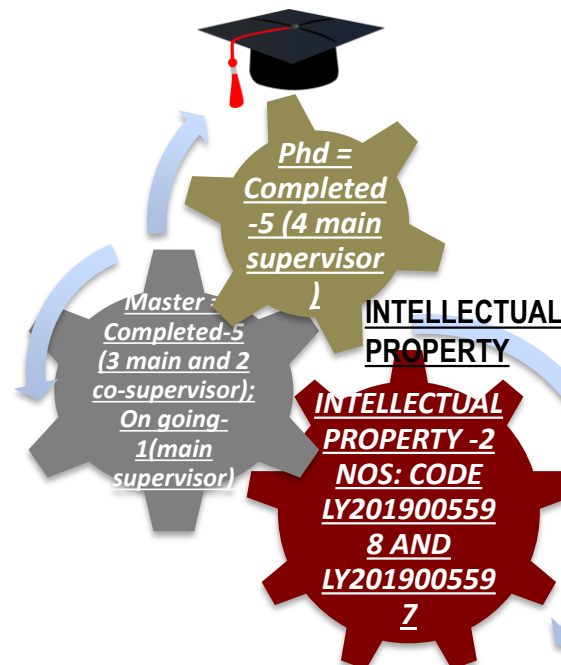 Phd =
Completed
-5 (4 main
supervisor
)
Master =
Completed-5
(3 main and 2
co-supervisor);
On going-
1(main
supervisor)
INTELLECTUAL
PROPERTY
INTELLECTUAL
PROPERTY -2
NOS: CODE
LY201900559
8 AND
LY201900559
7